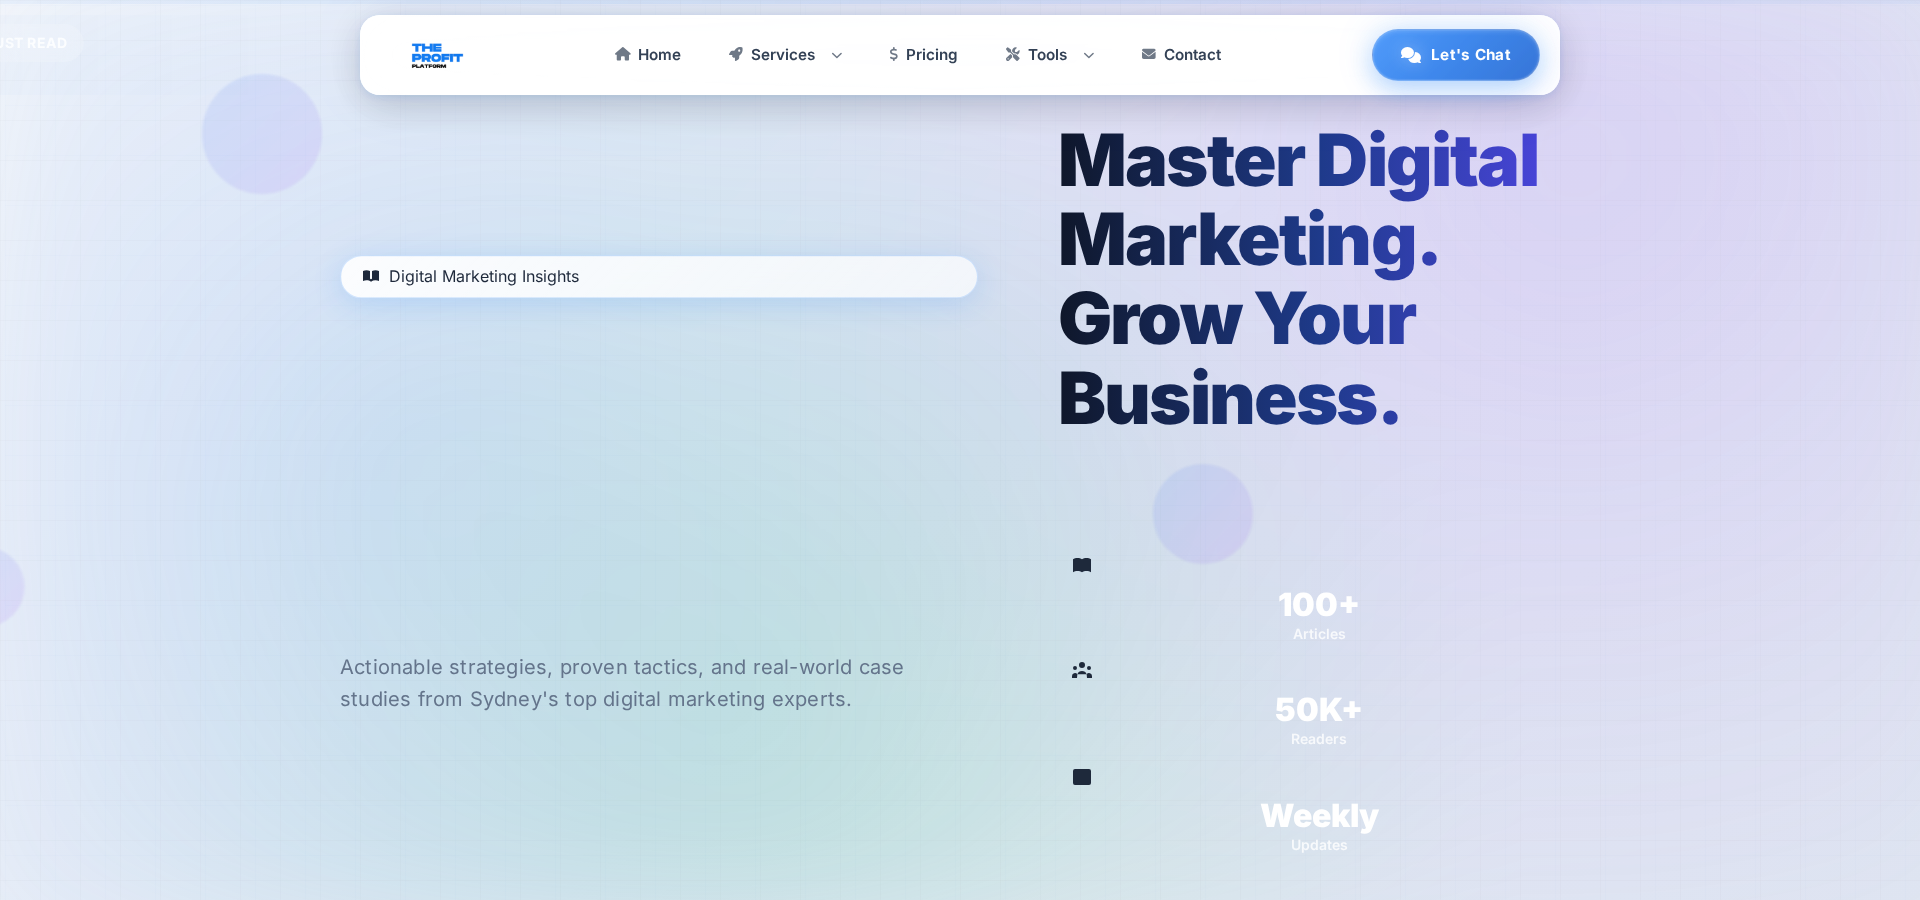 UST READ
THE
PROFIT
PLATFORM
Home
Services
Pricing
Tools
Contact
Let's Chat
Master Digital
Marketing.
Grow Your
Business.
Digital Marketing Insights
Actionable strategies, proven tactics, and real-world case
studies from Sydney's top digital marketing experts.
100+
Articles
50K+
Readers
Weekly
Updates